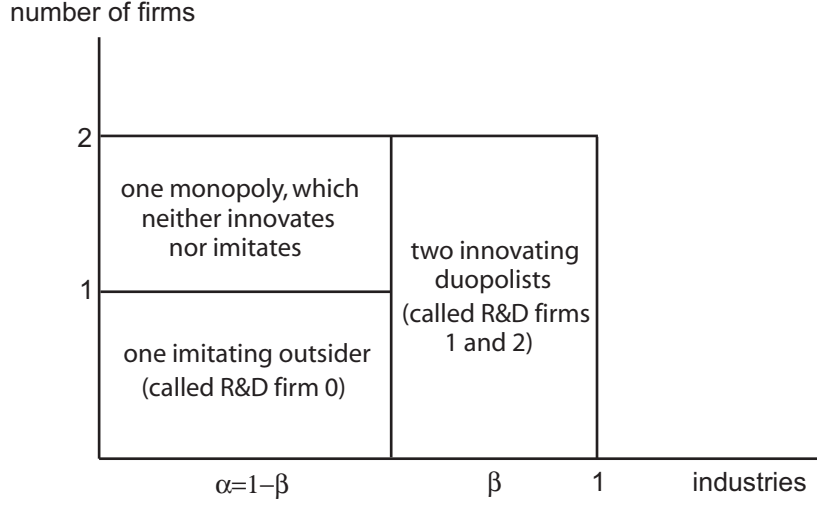 number of firms
2
one monopoly, which
neither innovates
nor imitates
1
one imitating outsider
(called R&D firm 0)
two innovating
duopolists
(called R&D firms
1 and 2)
α=1−β
β
1
industries